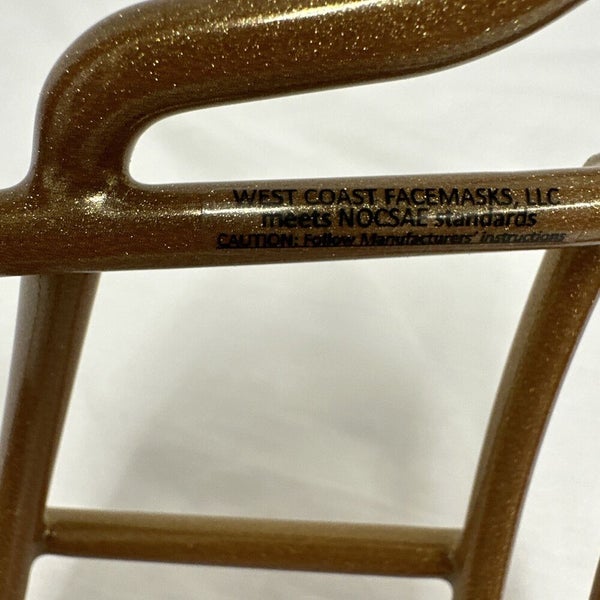 WEST COAST FACEMASKS, LLC
meets NOCSAE standards
CAUTION: Follow Manufacturers' instructions